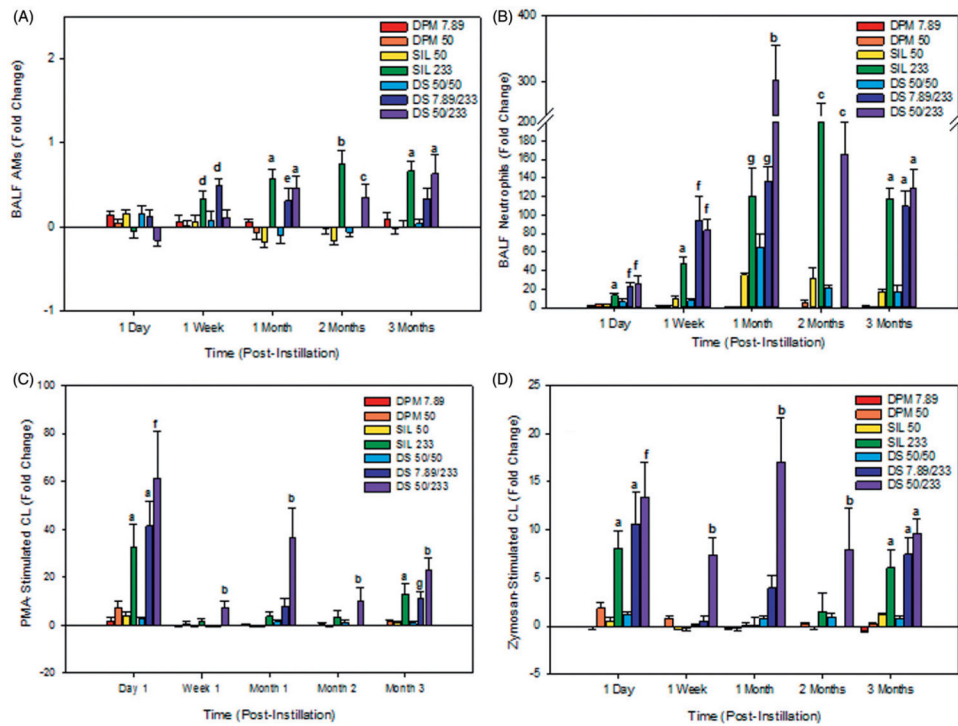 (A)
DPM 7.89
DPM 50
SIL 50
SIL 233
DS 50/50
DS 7.89/233
DS 50/233
BALF AMs (Fold Change)
2
1
0
-1
d
d
a
e
a
b
c
a
a
1 Day
1 Week
1 Month
2 Months
3 Months
Time (Post-Instillation)
(B)
DPM 7.89
DPM 50
SIL 50
SIL 233
DS 50/50
DS 7.89/233
DS 50/233
BALF Neutrophils (Fold Change)
400
300
200
200
180
160
140
120
100
80
60
40
20
0
a
f
f
a
f
f
g
g
b
c
c
a
a
a
1 Day
1 Week
1 Month
2 Months
3 Months
Time (Post-Instillation)
(C)
DPM 7.89
DPM 50
SIL 50
SIL 233
DS 50/50
DS 7.89/233
DS 50/233
PMA Stimulated CL (Fold Change)
100
80
60
40
20
0
-20
a
a
f
b
b
b
a
g
b
Day 1
Week 1
Month 1
Month 2
Month 3
Time (Post-Instillation)
(D)
DPM 7.89
DPM 50
SIL 50
SIL 233
DS 50/50
DS 7.89/233
DS 50/233
Zymosan-Stimulated CL (Fold Change)
25
20
15
10
5
0
-5
a
a
f
b
b
b
a
a
a
1 Day
1 Week
1 Month
2 Months
3 Months
Time (Post-Instillation)